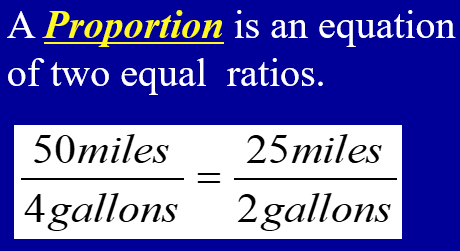 A Proportion is an equation
of two equal ratios.
50miles = 25miles
4gallons 2gallons